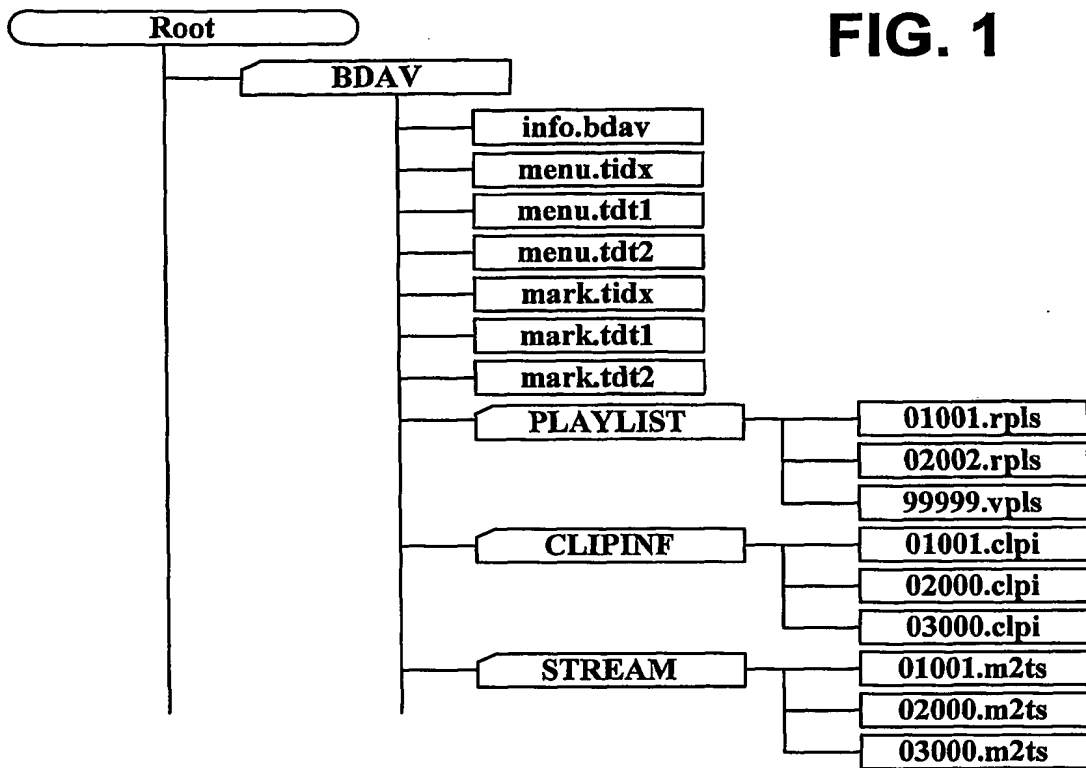 FIG. 1
Root
BDAV
info.bdav
menu.tidx
menu.tdt1
menu.tdt2
mark.tidx
mark.tdt1
mark.tdt2
PLAYLIST
01001.rpls
02002.rpls
99999.vpls
CLIPINF
01001.clpi
02000.clpi
03000.clpi
STREAM
01001.m2ts
02000.m2ts
03000.m2ts